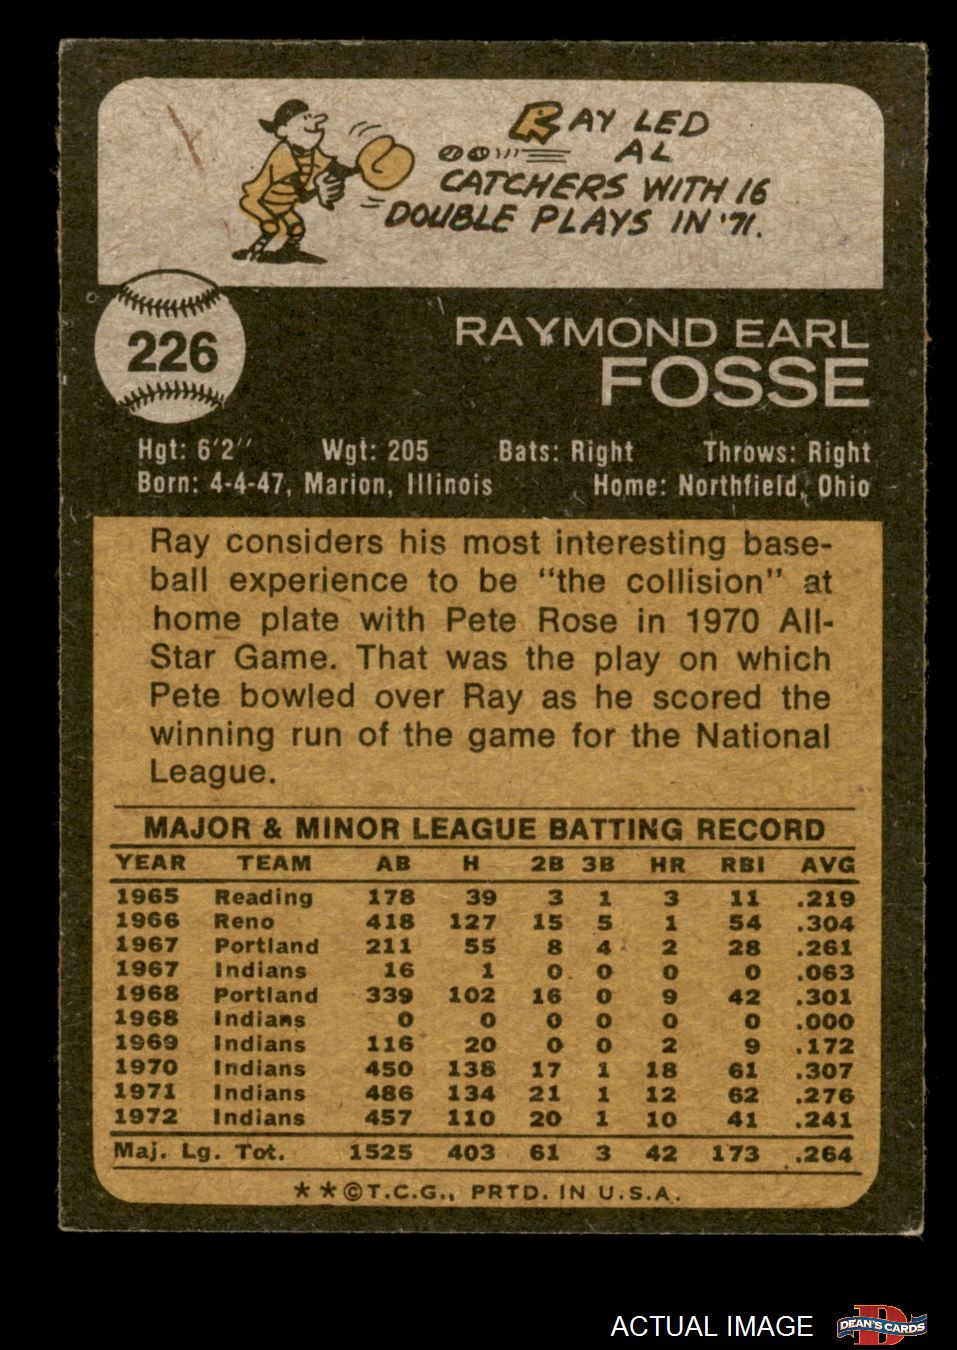 RAY LED
AL
CATCHERS WITH 16
DOUBLE PLAYS IN '71.
226
RAYMOND EARL
FOSSE
Hgt: 6'2" Wgt: 205 Bats: Right Throws: Right
Born: 4-4-47, Marion, Illinois Home: Northfield, Ohio
Ray considers his most interesting base-
ball experience to be "the collision" at
home plate with Pete Rose in 1970 All-
Star Game. That was the play on which
Pete bowled over Ray as he scored the
winning run of the game for the National
League.
MAJOR & MINOR LEAGUE BATTING RECORD
YEAR TEAM AB H 2B 3B HR RBI AVG
1965 Reading 178 39 3 1 3 11 .219
1966 Reno 418 127 15 5 1 54 .304
1967 Portland 211 55 8 4 2 28 .261
1967 Indians 16 1 0 0 0 0 .063
1968 Portland 339 102 16 0 9 42 .301
1968 Indians 0 0 0 0 0 0 .000
1969 Indians 116 20 0 0 2 9 .172
1970 Indians 450 138 17 1 18 61 .307
1971 Indians 486 134 21 1 12 62 .276
1972 Indians 457 110 20 1 10 41 .241
Maj. Lg. Tot. 1525 403 61 3 42 173 .264
**©T.C.G., PRTD. IN U.S.A.
ACTUAL IMAGE
D
DEAN'S CARDS